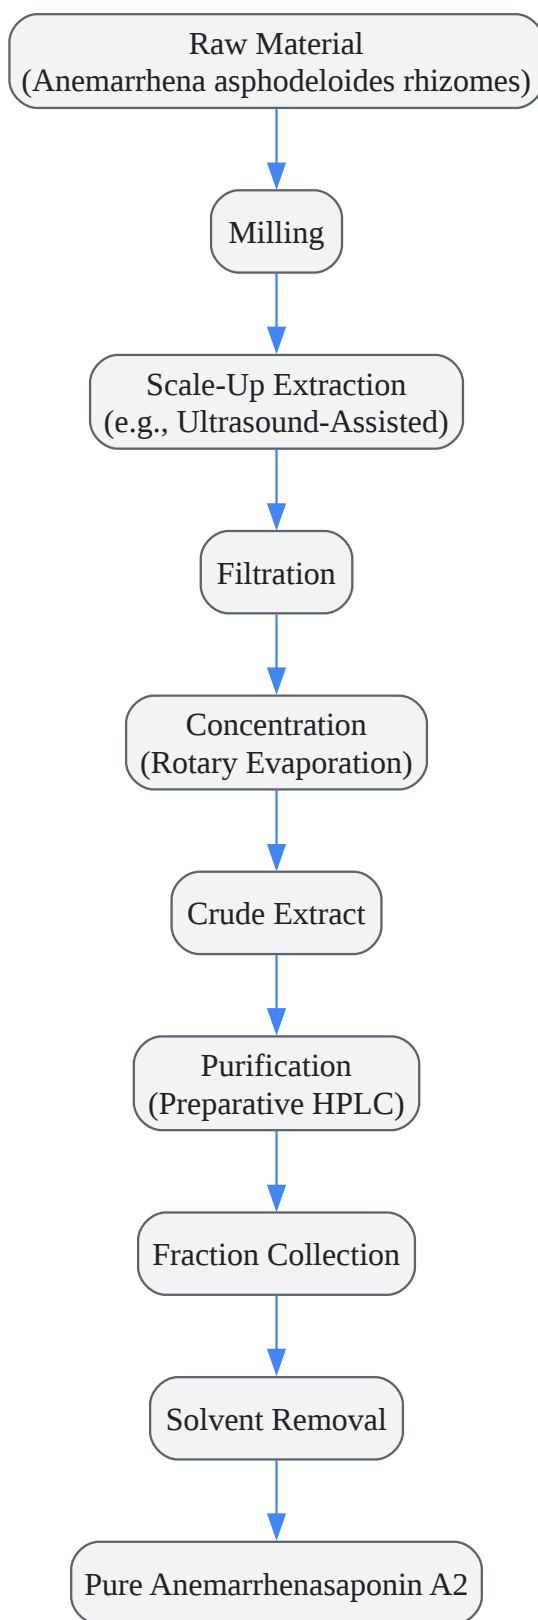 Raw Material
(Anemarrhena asphodeloides rhizomes)
Milling
Scale-Up Extraction
(e.g., Ultrasound-Assisted)
Filtration
Concentration
(Rotary Evaporation)
Crude Extract
Purification
(Preparative HPLC)
Fraction Collection
Solvent Removal
Pure Anemarrhenasaponin A2